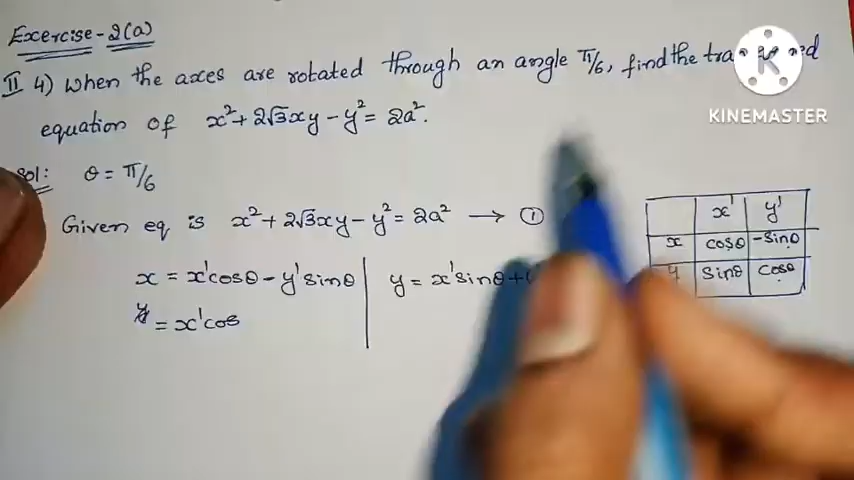 Excercise-2(a)
II 4) When the axes are rotated through an angle π/6, find the
equation of x²+2√3xy-y²=2a².
Sol: θ=π/6
Given eq is x²+2√3xy-y²=2a² → ①
x = x'cosθ-y'sinθ
y = x'sinθ+
= x'cos
x' y'
x cosθ -sinθ
y sinθ cosθ
K
KINEMASTER